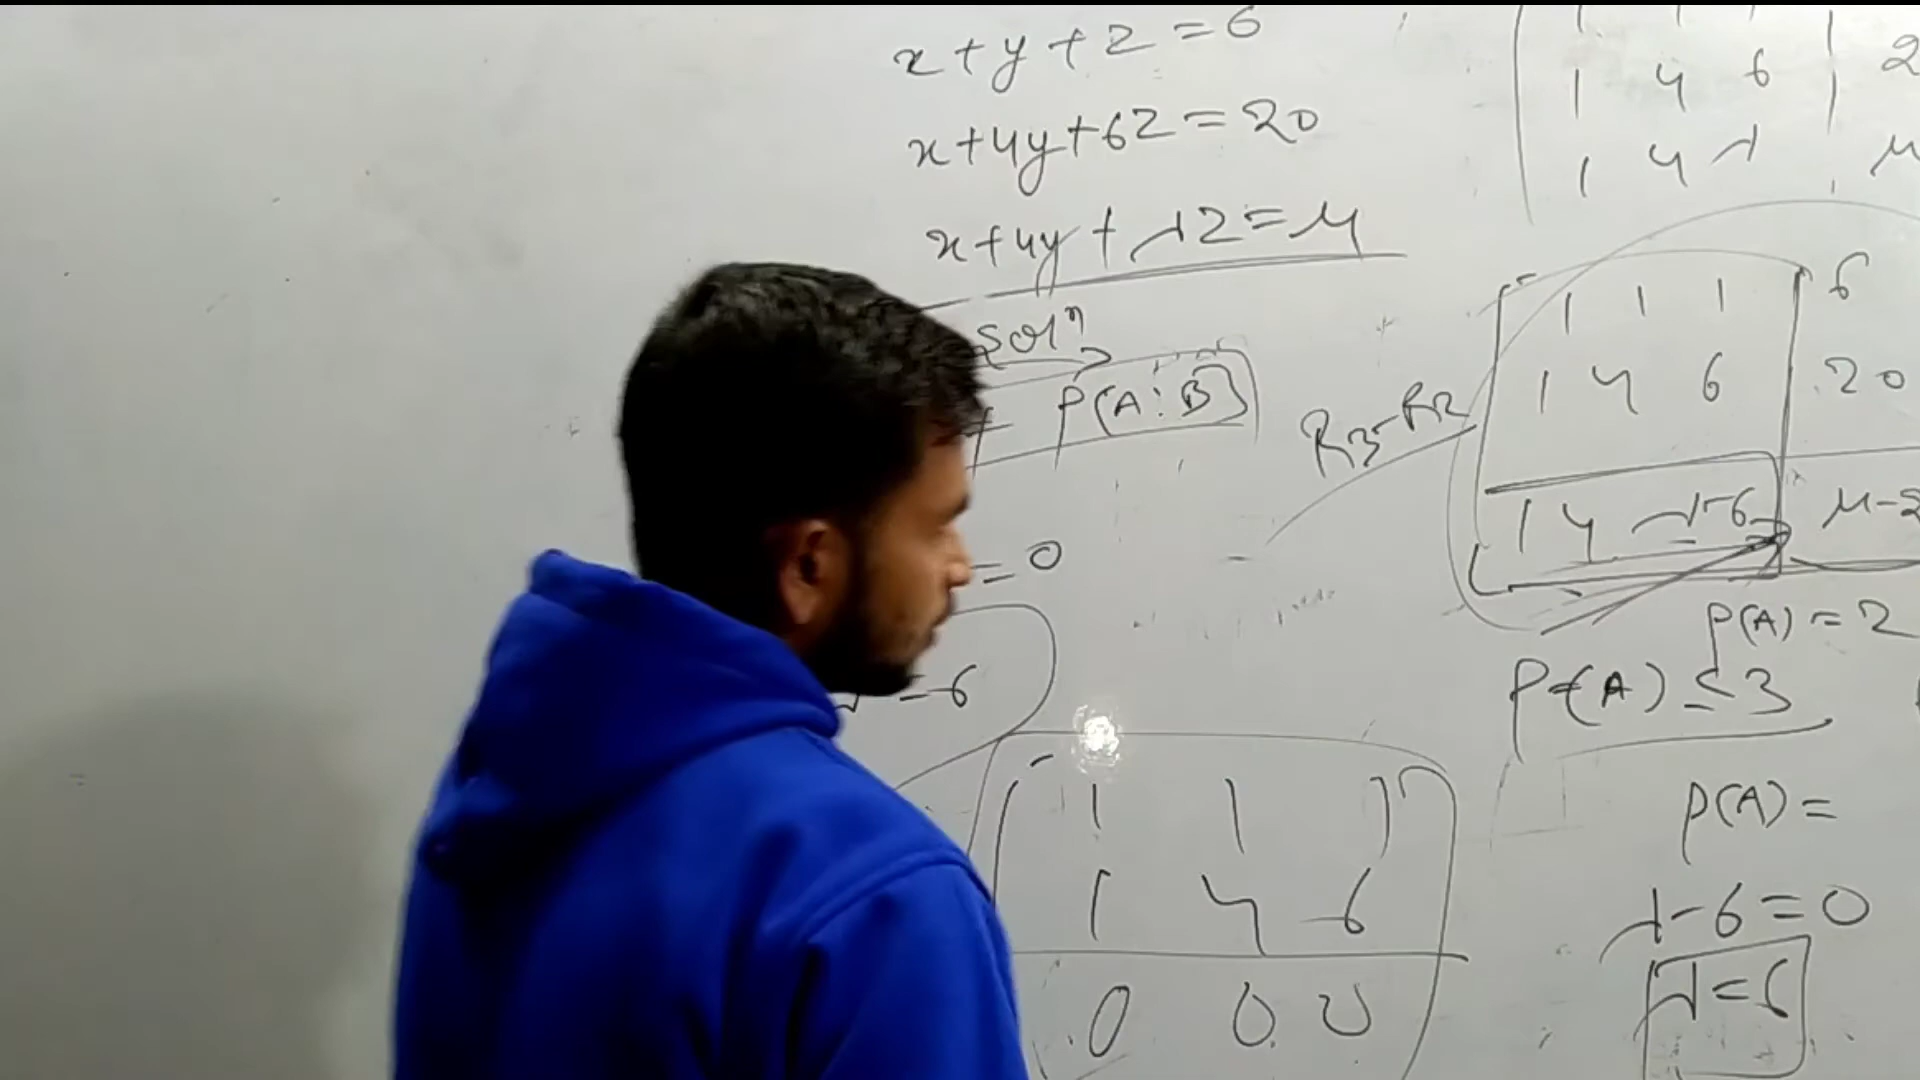 x+y+z=6
x+4y+6z=20
x+4y+λz=μ
Solⁿ
≠ ρ(A:B)
=0
λ=6
1 1 1
1 4 6
0 0 0
1 4 6 2
1 4 λ μ
R3-R2
1 1 1 6
1 4 6 20
1 4 λ-6 μ-2
ρ(A)=2
ρ(A)≤3
ρ(A)=
λ-6=0
λ=6